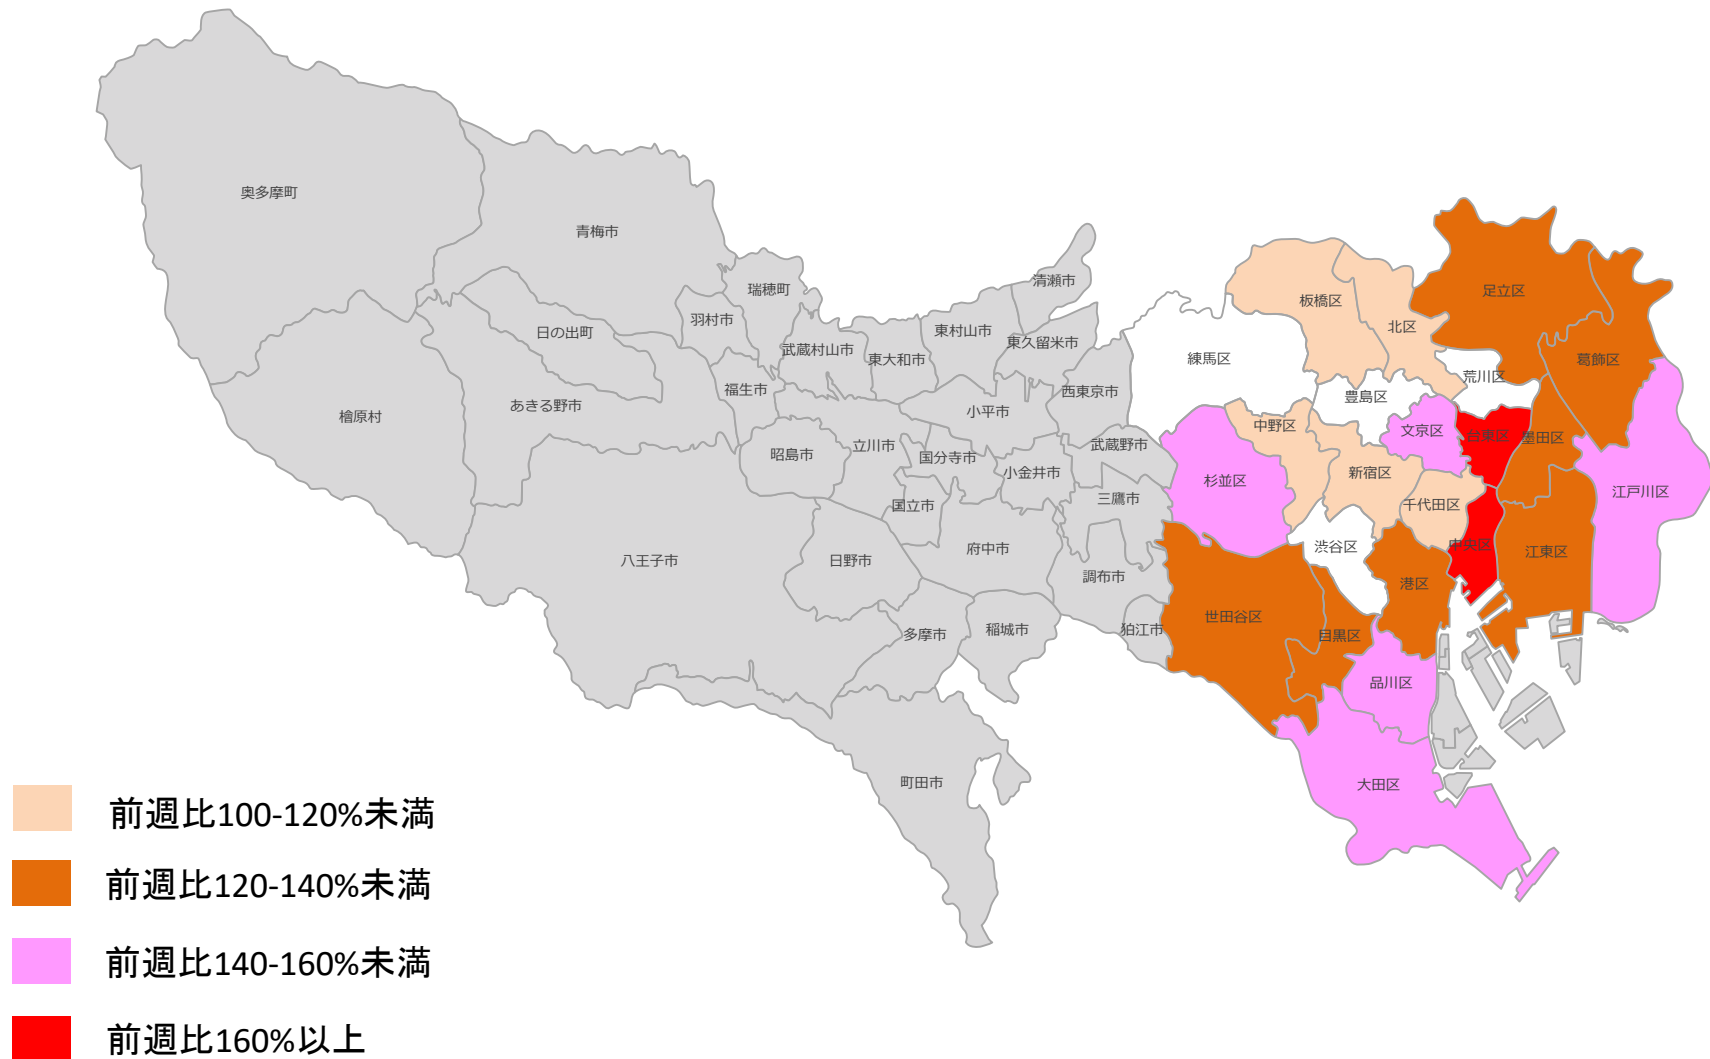 奥多摩町
青梅市
瑞穂町
清瀬市
羽村市
日の出町
武蔵村山市
東大和市
東村山市
東久留米市
福生市
西東京市
檜原村
あきる野市
小平市
立川市
昭島市
国分寺市
小金井市
武蔵野市
三鷹市
国立市
八王子市
日野市
府中市
調布市
多摩市
稲城市
狛江市
町田市
足立区
板橋区
北区
練馬区
葛飾区
荒川区
豊島区
中野区
文京区
台東区
墨田区
新宿区
杉並区
千代田区
江戸川区
渋谷区
中央区
江東区
港区
世田谷区
目黒区
品川区
大田区
前週比100-120%未満
前週比120-140%未満
前週比140-160%未満
前週比160%以上